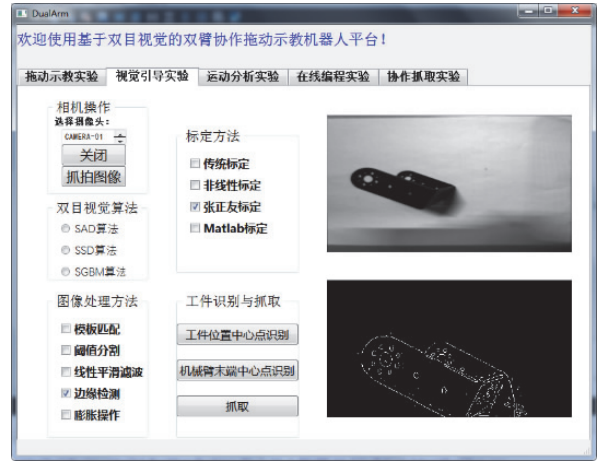 DualArm
欢迎使用基于双目视觉的双臂协作拖动示教机器人平台！
拖动示教实验 视觉引导实验 运动分析实验 在线编程实验 协作抓取实验
相机操作
选择摄像头：
CAMERA-01
关闭
抓拍图像
双目视觉算法
SAD算法
SSD算法
SGBM算法
图像处理方法
模板匹配
阈值分割
线性平滑滤波
边缘检测
膨胀操作
标定方法
传统标定
非线性标定
张正友标定
Matlab标定
工件识别与抓取
工件位置中心点识别
机械臂末端中心点识别
抓取